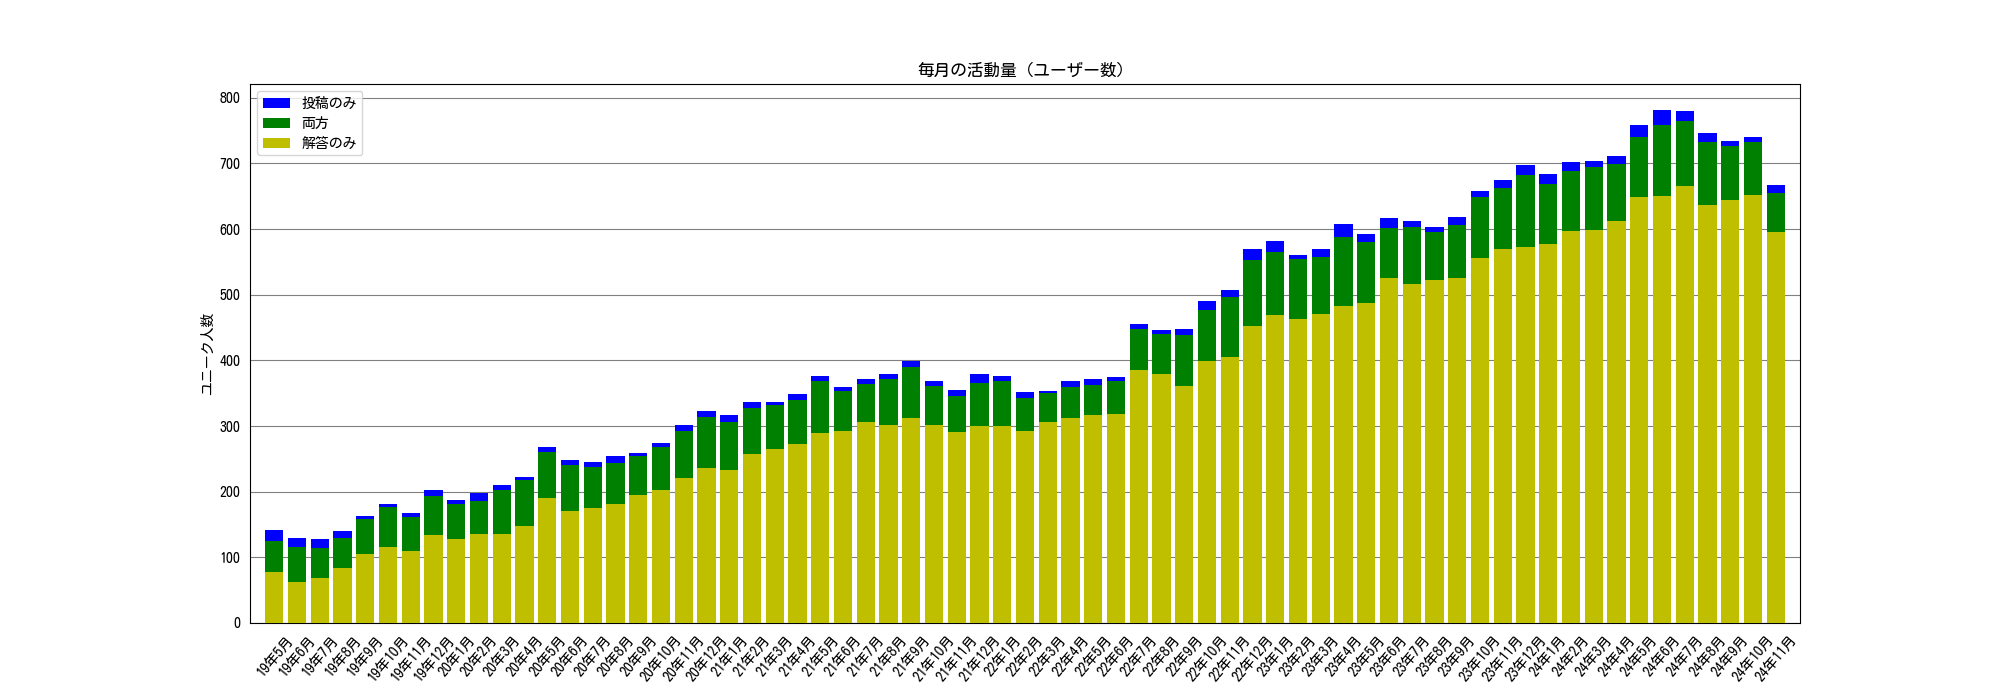 毎月の活動量（ユーザー数）
投稿のみ
両方
解答のみ
ユニーク人数
800
700
600
500
400
300
200
100
0
19年5月
19年6月
19年7月
19年8月
19年9月
19年10月
19年11月
19年12月
20年1月
20年2月
20年3月
20年4月
20年5月
20年6月
20年7月
20年8月
20年9月
20年10月
20年11月
20年12月
21年1月
21年2月
21年3月
21年4月
21年5月
21年6月
21年7月
21年8月
21年9月
21年10月
21年11月
21年12月
22年1月
22年2月
22年3月
22年4月
22年5月
22年6月
22年7月
22年8月
22年9月
22年10月
22年11月
22年12月
23年1月
23年2月
23年3月
23年4月
23年5月
23年6月
23年7月
23年8月
23年9月
23年10月
23年11月
23年12月
24年1月
24年2月
24年3月
24年4月
24年5月
24年6月
24年7月
24年8月
24年9月
24年10月
24年11月